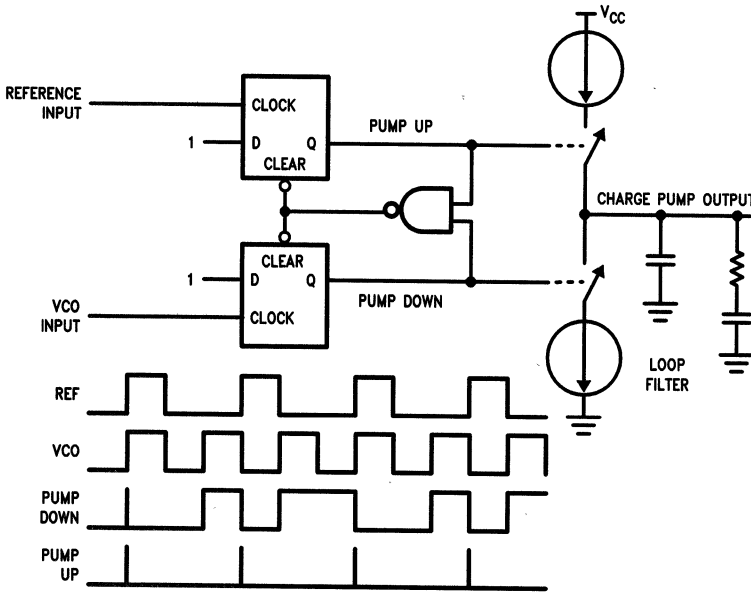 VCC
REFERENCE
INPUT
CLOCK
PUMP UP
1
D
Q
CLEAR
CHARGE PUMP OUTPUT
CLEAR
1
D
Q
PUMP DOWN
VCO
INPUT
CLOCK
LOOP
FILTER
REF
VCO
PUMP
DOWN
PUMP
UP